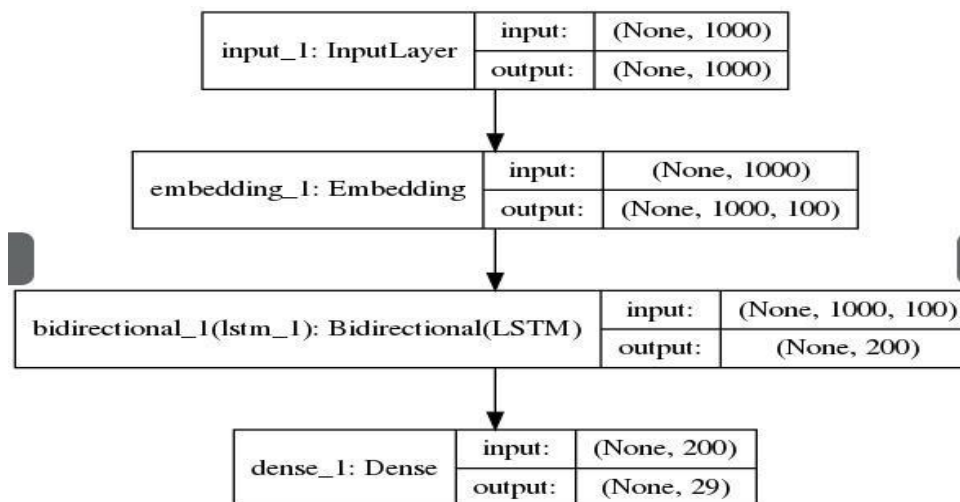 input_1: InputLayer
input: (None, 1000)
output: (None, 1000)
embedding_1: Embedding
input: (None, 1000)
output: (None, 1000, 100)
bidirectional_1(lstm_1): Bidirectional(LSTM)
input: (None, 1000, 100)
output: (None, 200)
dense_1: Dense
input: (None, 200)
output: (None, 29)